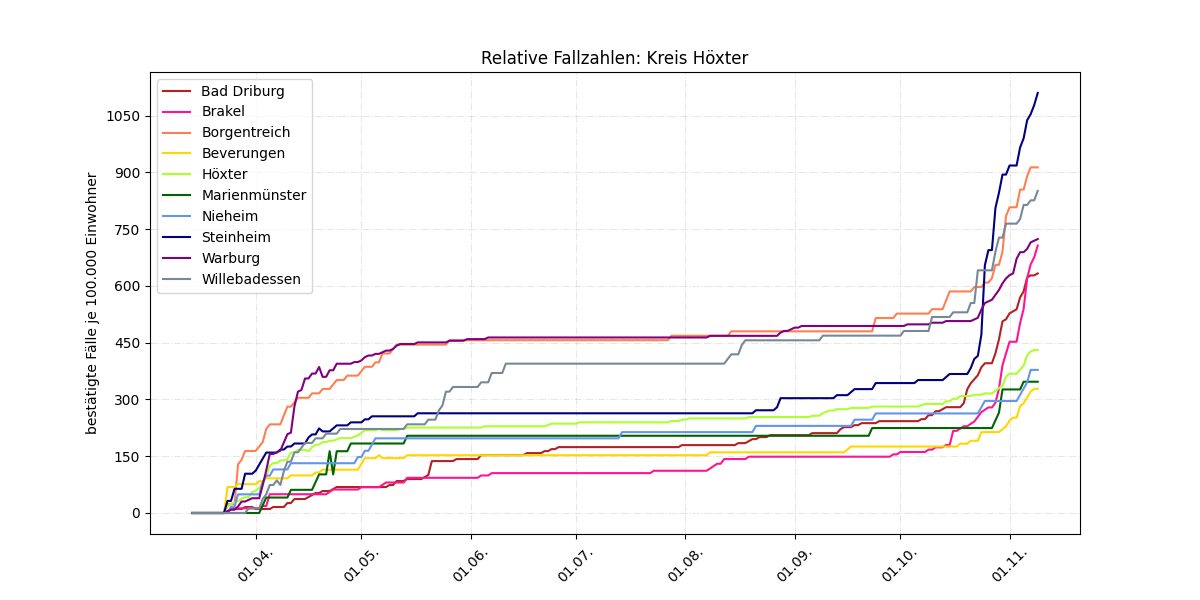 Relative Fallzahlen: Kreis Höxter
bestätigte Fälle je 100.000 Einwohner
1050
900
750
600
450
300
150
0
Bad Driburg
Brakel
Borgentreich
Beverungen
Höxter
Marienmünster
Nieheim
Steinheim
Warburg
Willebadessen
01.04. 01.05. 01.06. 01.07. 01.08. 01.09. 01.10. 01.11.